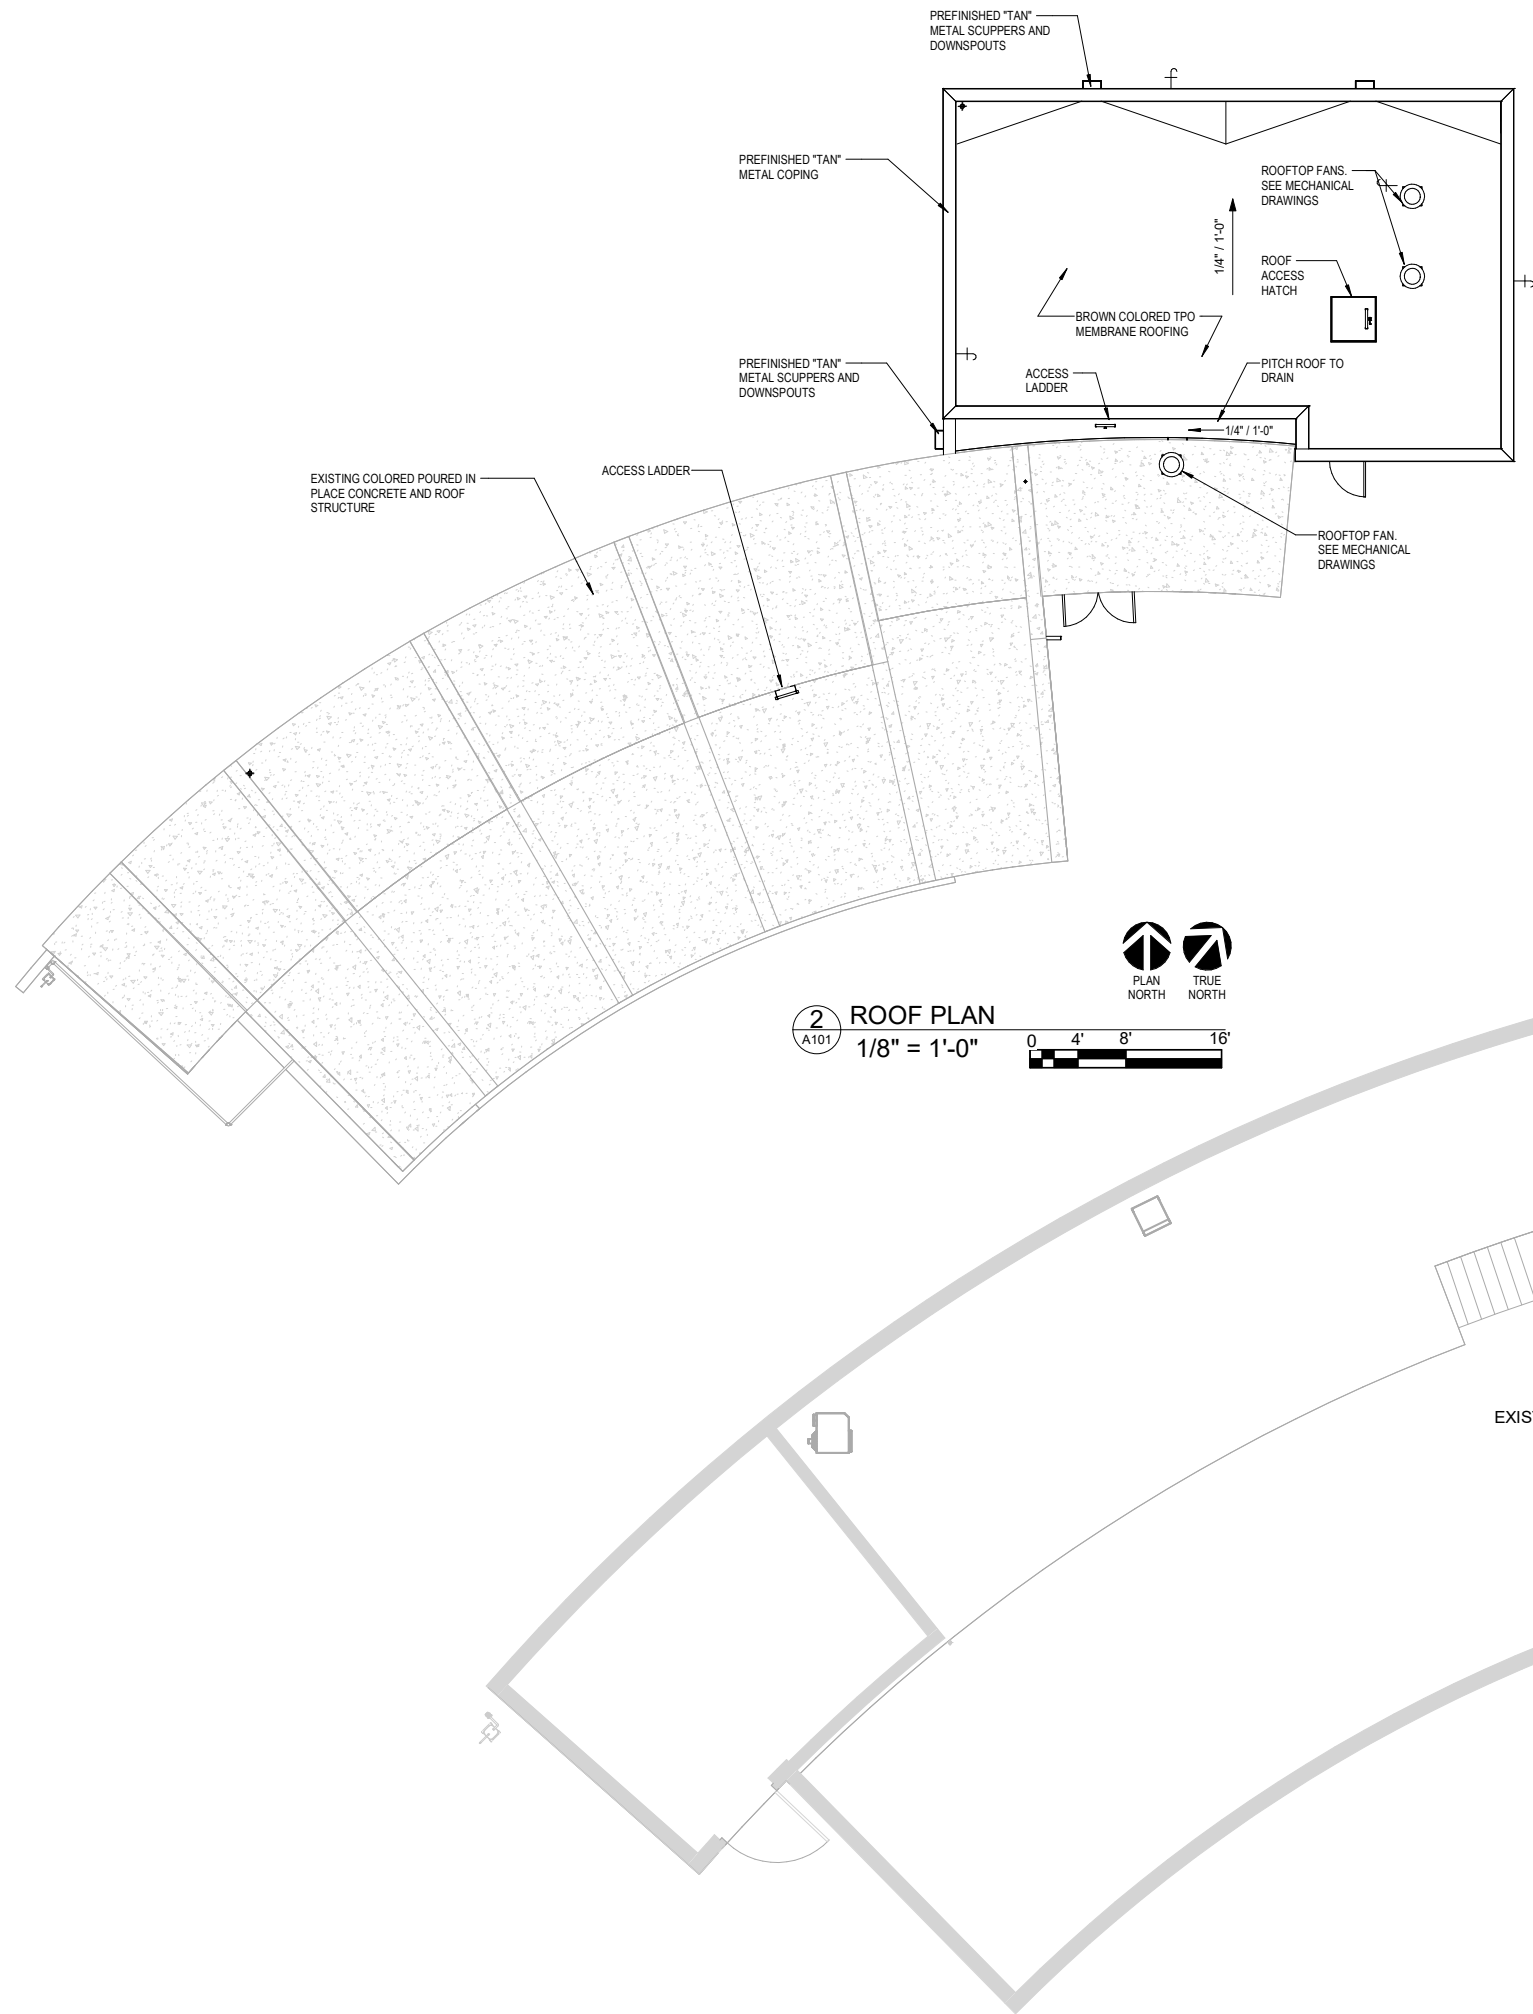 PREFINISHED "TAN"
METAL SCUPPERS AND
DOWNSPOUTS
PREFINISHED "TAN"
METAL COPING
ROOFTOP FANS.
SEE MECHANICAL
DRAWINGS
1/4" / 1'-0"
ROOF
ACCESS
HATCH
BROWN COLORED TPO
MEMBRANE ROOFING
PREFINISHED "TAN"
METAL SCUPPERS AND
DOWNSPOUTS
ACCESS
LADDER
PITCH ROOF TO
DRAIN
1/4" / 1'-0"
EXISTING COLORED POURED IN
PLACE CONCRETE AND ROOF
STRUCTURE
ACCESS LADDER
ROOFTOP FAN.
SEE MECHANICAL
DRAWINGS
PLAN
NORTH
TRUE
NORTH
2
A101
ROOF PLAN
1/8" = 1'-0"
0 4' 8' 16'
EXIS